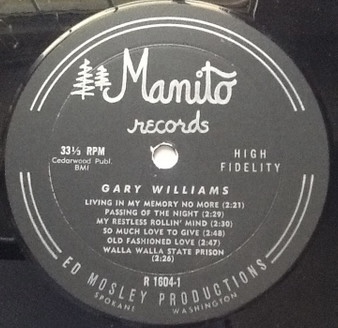 Manito
records
33⅓ RPM
Cedarwood Publ.
BMI
HIGH
FIDELITY
GARY WILLIAMS
LIVING IN MY MEMORY NO MORE (2:21)
PASSING OF THE NIGHT (2:29)
MY RESTLESS ROLLIN' MIND (2:30)
SO MUCH LOVE TO GIVE (2:48)
OLD FASHIONED LOVE (2:47)
WALLA WALLA STATE PRISON
(2:26)
R 1604-1
ED MOSLEY PRODUCTIONS
SPOKANE WASHINGTON